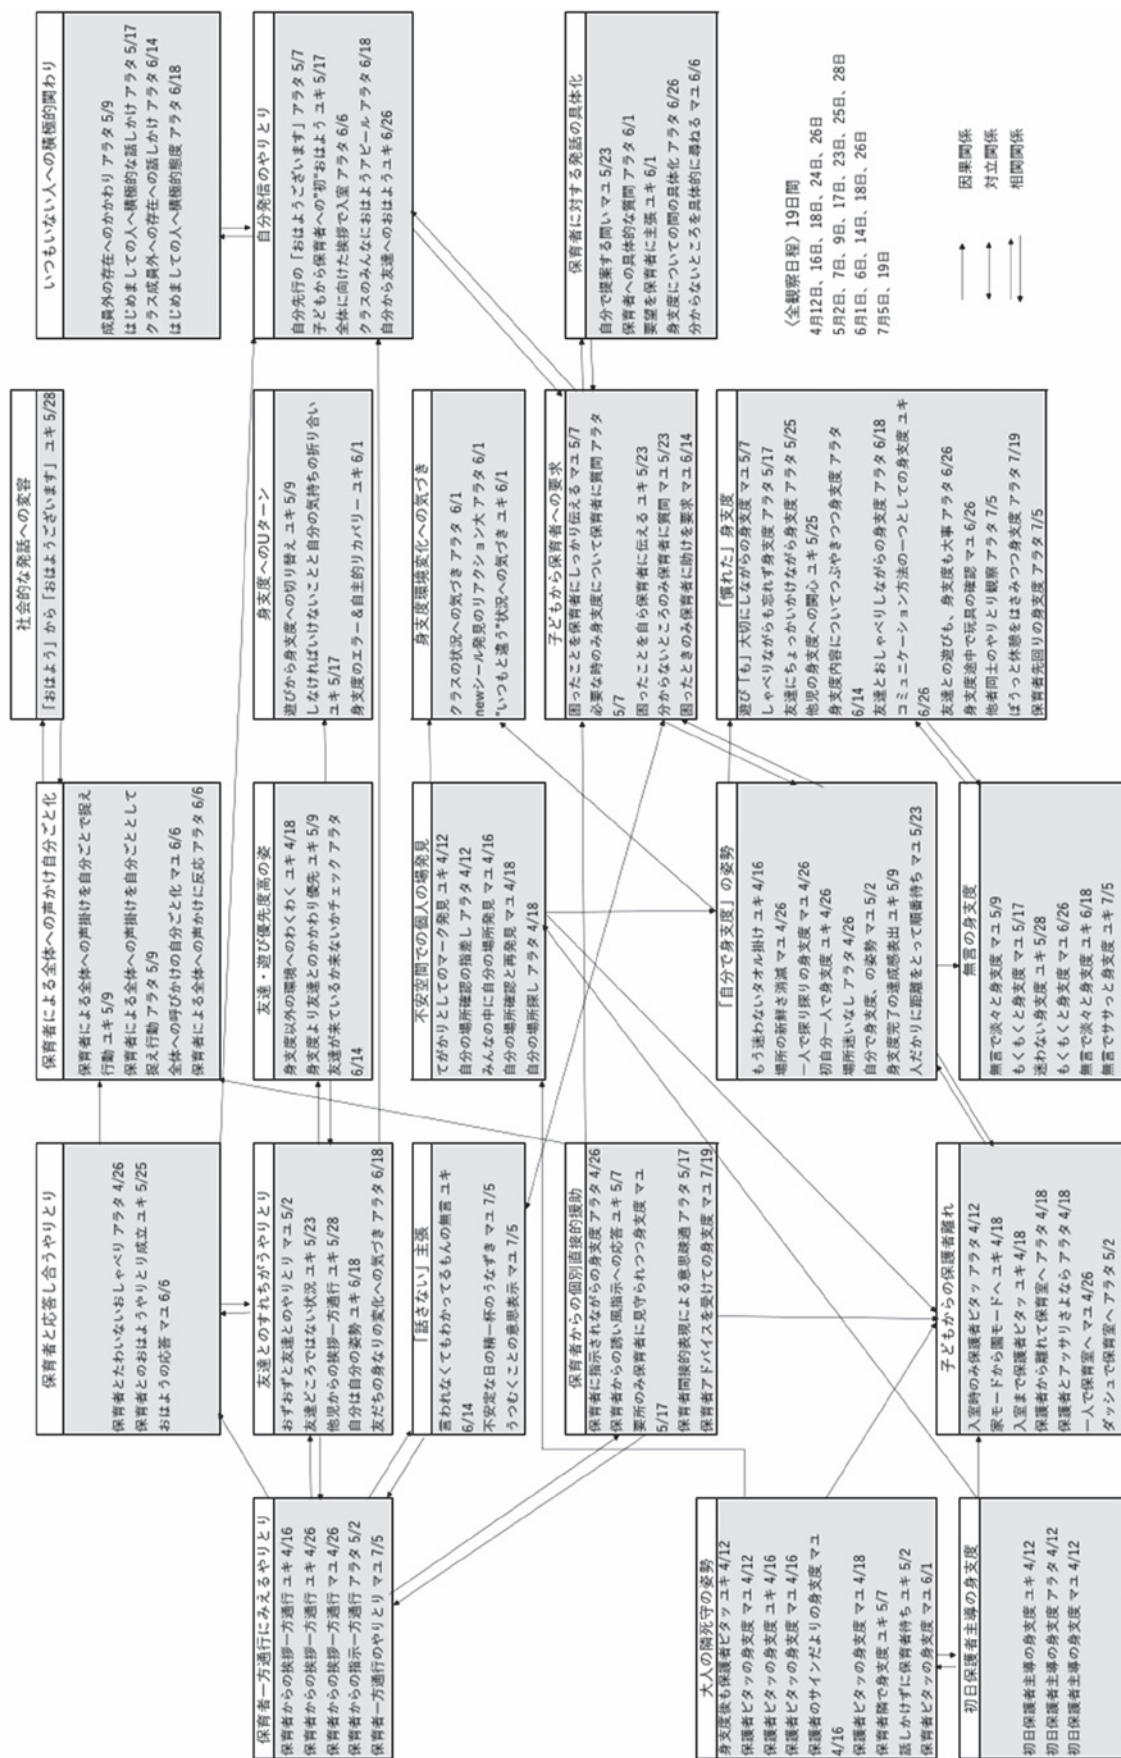 保育者一方通行にみえるやりとり
保育者からの挨拶一方通行 ユキ 4/16
保育者からの挨拶一方通行 ユキ 4/26
保育者からの挨拶一方通行 マユ 4/26
保育者からの指示一方通行 アラタ 5/2
保育者一方通行のやりとり マユ 7/5
大人の隣死守の姿勢
身支度後も保護者ピタッ ユキ 4/12
保護者ピタッの身支度 マユ 4/12
保護者ピタッの身支度 ユキ 4/16
保護者ピタッの身支度 マユ 4/16
保護者のサインだよりの身支度 マユ
4/16
保護者ピタッの身支度 マユ 4/18
保育者隣で身支度 ユキ 5/7
話しかけずに保育者待ち ユキ 5/2
保育者ピタッの身支度 マユ 6/1
初日保護者主導の身支度
初日保護者主導の身支度 ユキ 4/12
初日保護者主導の身支度 アラタ 4/12
初日保護者主導の身支度 マユ 4/12
保育者と応答し合うやりとり
保育者とたわいないおしゃべり アラタ 4/26
保育者とのおはようやりとり成立 ユキ 5/25
おはようの応答 マユ 6/6
友達とのすれちがうやりとり
おずおずと友達とのやりとり マユ 5/2
友達どころではない状況 ユキ 5/23
他児からの挨拶一方通行 ユキ 5/28
自分は自分の姿勢 ユキ 6/18
友だちの身なりの変化への気づき アラタ 6/18
「話さない」主張
言われなくてもわかってるもんの無言 ユキ
6/14
不安定な日の精一杯のうなずき マユ 7/5
うつむくことの意思表示 マユ 7/5
保育者からの個別直接的援助
保育者に指示されながらの身支度 アラタ 4/26
保育者からの誘い風指示への応答 ユキ 5/7
要所のみ保育者に見守られつつ身支度 マユ
5/17
保育者間接的表現による意思疎通 アラタ 5/17
保育者アドバイスを受けての身支度 マユ 7/19
子どもからの保護者離れ
入室時のみ保護者ピタッ アラタ 4/12
家モードから園モードへ ユキ 4/18
入室まで保護者ピタッ ユキ 4/18
保護者から離れて保育室へ アラタ 4/18
保護者とアッサリさよなら アラタ 4/18
一人で保育室へ マユ 4/26
ダッシュで保育室へ アラタ 5/2
保育者による全体への声かけ自分ごと化
保育者による全体への声掛けを自分ごとで捉え
行動 ユキ 5/9
保育者による全体への声掛けを自分ごととして
捉え行動 アラタ 5/9
全体への呼びかけの自分ごと化 マユ 6/6
保育者による全体への声かけに反応 アラタ 6/6
友達・遊び優先度高の姿
身支度以外の環境へのわくわく ユキ 4/18
身支度より友達とのかかわり優先 ユキ 5/9
友達が来ているか来ないかチェック アラタ
6/14
不安空間での個人の場発見
てがかりとしてのマーク発見 ユキ 4/12
自分の場所確認の指差し アラタ 4/12
みんなの中に自分の場所発見 マユ 4/16
自分の場所確認と再発見 マユ 4/18
自分の場所探し アラタ 4/18
「自分で身支度」の姿勢
もう迷わないタオル掛け ユキ 4/16
場所の新鮮さ消滅 マユ 4/26
一人で探り探りの身支度 マユ 4/26
初自分一人で身支度 ユキ 4/26
場所迷いなし アラタ 4/26
自分で身支度、の姿勢 マユ 5/2
身支度完了の達成感表出 ユキ 5/9
人だかりに距離をとって順番待ち マユ 5/23
無言の身支度
無言で淡々と身支度 マユ 5/9
もくもくと身支度 マユ 5/17
迷わない身支度 ユキ 5/28
もくもくと身支度 マユ 6/26
無言で淡々と身支度 ユキ 6/18
無言でササっと身支度 ユキ 7/5
社会的な発話への変容
「おはよう」から「おはようございます」 ユキ 5/28
身支度へのUターン
遊びから身支度への切り替え ユキ 5/9
しなければいけないことと自分の気持ちの折り合い
ユキ 5/17
身支度のエラー&自主的リカバリー ユキ 6/1
身支度環境変化への気づき
クラスの状況への気づき アラタ 6/1
newシール発見のリアクション大 アラタ 6/1
"いつもと違う"状況への気づき ユキ 6/1
子どもから保育者への要求
困ったことを保育者にしっかり伝える マユ 5/7
必要な時のみ身支度について保育者に質問 アラタ
5/7
困ったことを自ら保育者に伝える ユキ 5/23
分からないところのみ保育者に質問 マユ 5/23
困ったときのみ保育者に助けを要求 マユ 6/14
「慣れた」身支度
遊び「も」大切にしながらの身支度 マユ 5/7
しゃべりながらも忘れず身支度 アラタ 5/17
友達にちょっかいかけながら身支度 アラタ 5/25
他児の身支度への関心 ユキ 5/25
身支度内容についてつぶやきつつ身支度 アラタ
6/14
友達とおしゃべりしながらの身支度 アラタ 6/18
コミュニケーション方法の一つとしての身支度 ユキ
6/26
友達との遊びも、身支度も大事 アラタ 6/26
身支度途中で玩具の確認 マユ 6/26
他者同士のやりとり観察 アラタ 7/5
ぼうっと休憩をはさみつつ身支度 アラタ 7/19
保育者先回りの身支度 アラタ 7/5
いつもいない人への積極的関わり
成員外の存在へのかかわり アラタ 5/9
はじめましての人へ積極的な話しかけ アラタ 5/17
クラス成員外への存在への話しかけ アラタ 6/14
はじめましての人へ積極的態度 アラタ 6/18
自分発信のやりとり
自分先行の「おはようございます」 アラタ 5/7
子どもから保育者への"初"おはよう ユキ 5/17
全体に向けた挨拶で入室 アラタ 6/6
クラスのみんなにおはようアピール アラタ 6/18
自分から友達へのおはよう ユキ 6/26
保育者に対する発話の具体化
自分で提案する問い マユ 5/23
保育者への具体的な質問 アラタ 6/1
要望を保育者に主張 ユキ 6/1
身支度についての問の具体化 アラタ 6/26
分からないところを具体的に尋ねる マユ 6/6
〈全観察日程〉19日間
4月12日、16日、18日、24日、26日
5月2日、7日、9日、17日、23日、25日、28日
6月1日、6日、14日、18日、26日
7月5日、19日
因果関係
対立関係
相関関係